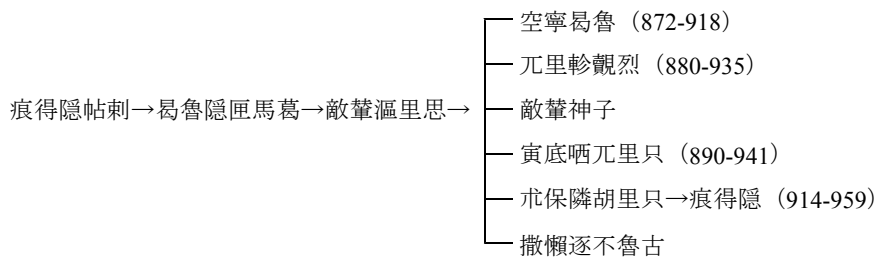 空寧曷魯（872-918）
兀里軫覿烈（880-935）
痕得隱帖剌→曷魯隱匣馬葛→敵輦漚里思→ 敵輦神子
寅底哂兀里只（890-941）
朮保隣胡里只→痕得隱（914-959）
撒懶逐不魯古